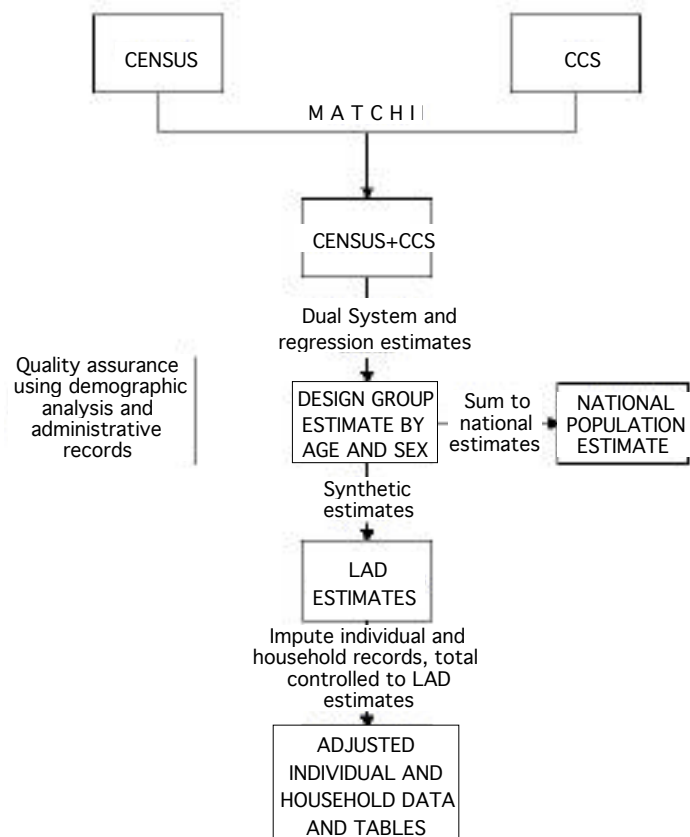 CENSUS
CCS
M A T C H I
CENSUS+CCS
Dual System and
regression estimates
Quality assurance
using demographic
analysis and
administrative
records
DESIGN GROUP
ESTIMATE BY
AGE AND SEX
Sum to
national
estimates
NATIONAL
POPULATION
ESTIMATE
Synthetic
estimates
LAD
ESTIMATES
Impute individual and
household records, total
controlled to LAD
estimates
ADJUSTED
INDIVIDUAL AND
HOUSEHOLD DATA
AND TABLES